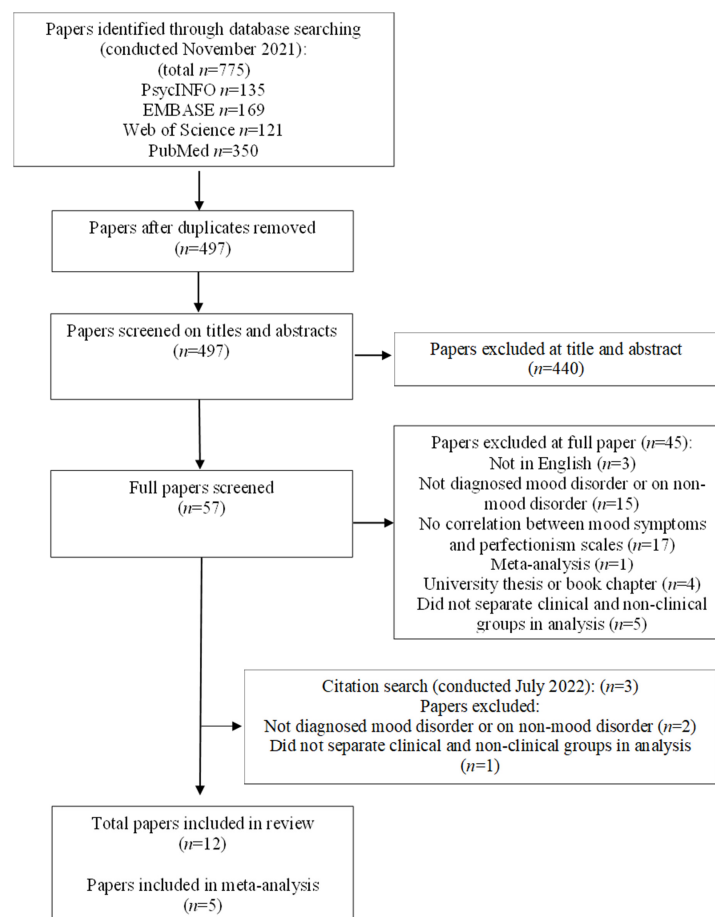 Papers identified through database searching
(conducted November 2021):
(total n=775)
PsycINFO n=135
EMBASE n=169
Web of Science n=121
PubMed n=350
Papers after duplicates removed
(n=497)
Papers screened on titles and abstracts
(n=497)
Papers excluded at title and abstract
(n=440)
Full papers screened
(n=57)
Papers excluded at full paper (n=45):
Not in English (n=3)
Not diagnosed mood disorder or on non-
mood disorder (n=15)
No correlation between mood symptoms
and perfectionism scales (n=17)
Meta-analysis (n=1)
University thesis or book chapter (n=4)
Did not separate clinical and non-clinical
groups in analysis (n=5)
Citation search (conducted July 2022): (n=3)
Papers excluded:
Not diagnosed mood disorder or on non-mood disorder (n=2)
Did not separate clinical and non-clinical groups in analysis
(n=1)
Total papers included in review
(n=12)
Papers included in meta-analysis
(n=5)